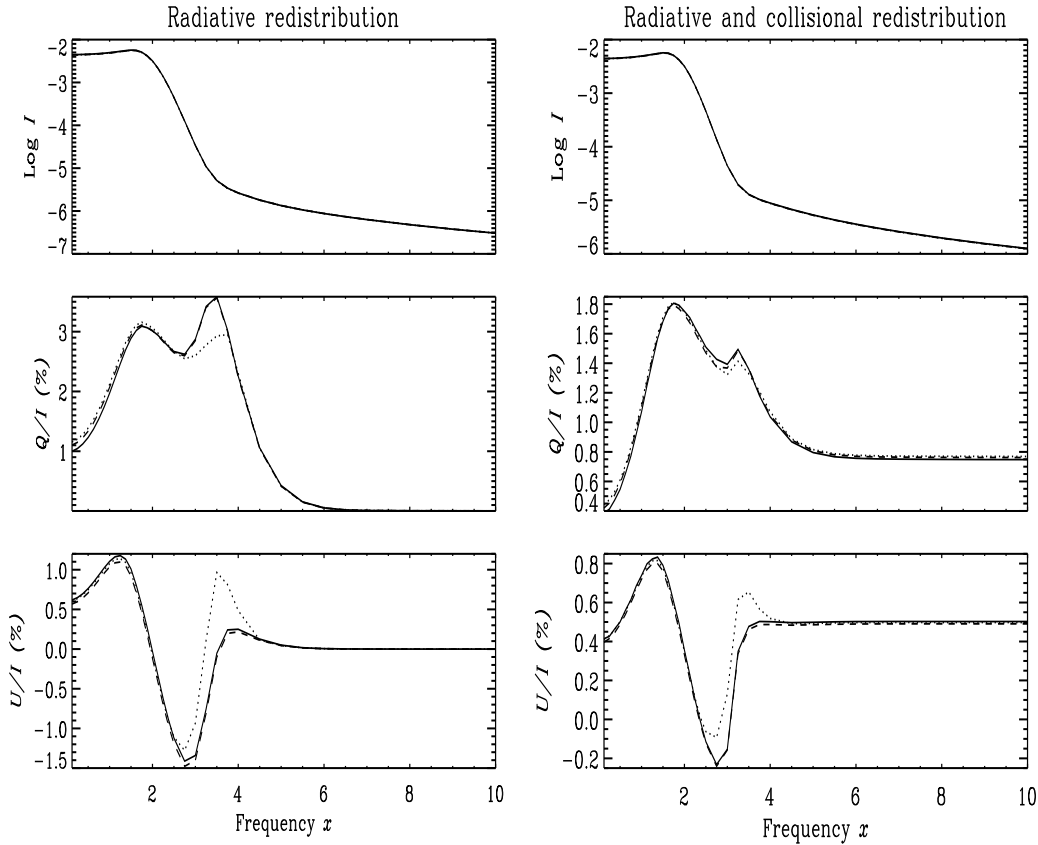 Radiative redistribution
Radiative and collisional redistribution
Log I
−2
−3
−4
−5
−6
−7
Log I
−2
−3
−4
−5
−6
Q/I (%)
3
2
1
Q/I (%)
1.8
1.6
1.4
1.2
1.0
0.8
0.6
0.4
U/I (%)
1.0
0.5
0.0
−0.5
−1.0
−1.5
2 4 6 8 10
Frequency x
U/I (%)
0.8
0.6
0.4
0.2
0.0
−0.2
2 4 6 8 10
Frequency x